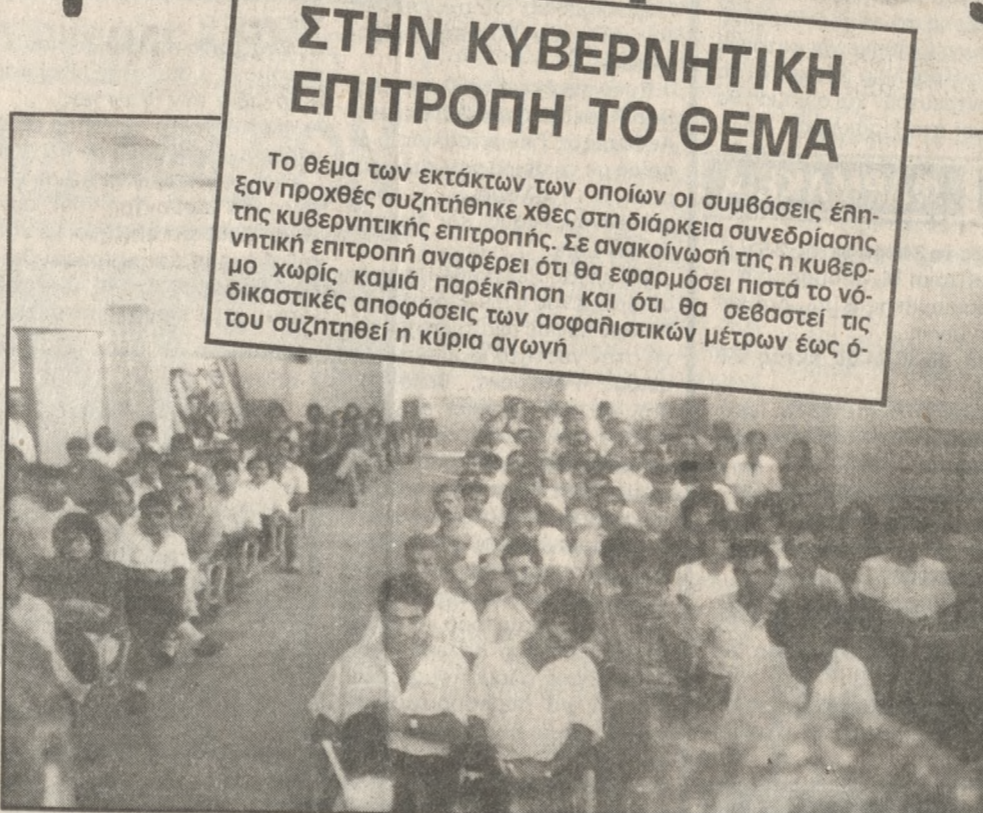 ΣΤΗΝ ΚΥΒΕΡΝΗΤΙΚΗ
ΕΠΙΤΡΟΠΗ ΤΟ ΘΕΜΑ
Το θέμα των εκτάκτων των οποίων οι συμβάσεις έλη-
ξαν προχθές συζητήθηκε χθες στη διάρκεια συνεδρίασης
της κυβερνητικής επιτροπής. Σε ανακοίνωσή της η κυβερ-
νητική επιτροπή αναφέρει ότι θα εφαρμόσει πιστά το νό-
μο χωρίς καμιά παρέκληση και ότι θα σεβαστεί τις
δικαστικές αποφάσεις των ασφαλιστικών μέτρων έως ό-
του συζητηθεί η κύρια αγωγή